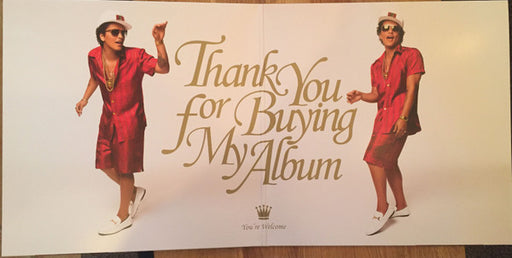 Thank You
for Buying
My Album
You're Welcome